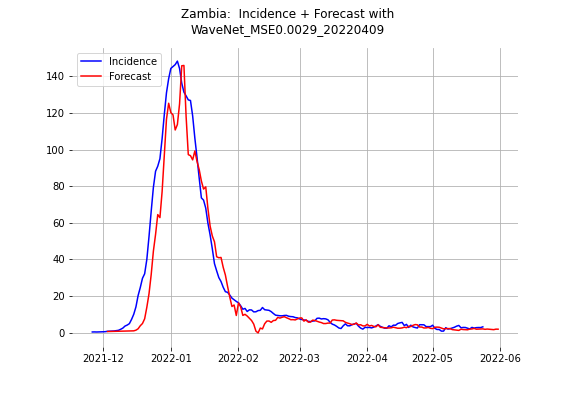 Zambia:  Incidence + Forecast with
WaveNet_MSE0.0029_20220409
Incidence
Forecast
140
120
100
80
60
40
20
0
2021-12 2022-01 2022-02 2022-03 2022-04 2022-05 2022-06